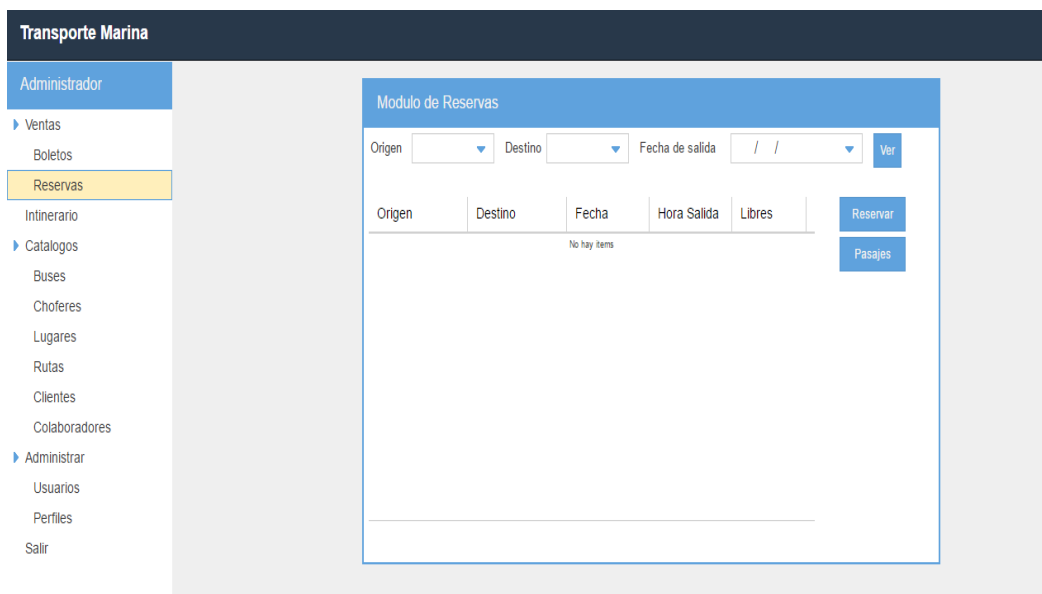 Transporte Marina
Administrador
Ventas
Boletos
Reservas
Intinerario
Catalogos
Buses
Choferes
Lugares
Rutas
Clientes
Colaboradores
Administrar
Usuarios
Perfiles
Salir
Modulo de Reservas
Origen Destino Fecha de salida / / Ver
Origen Destino Fecha Hora Salida Libres
No hay items
Reservar
Pasajes